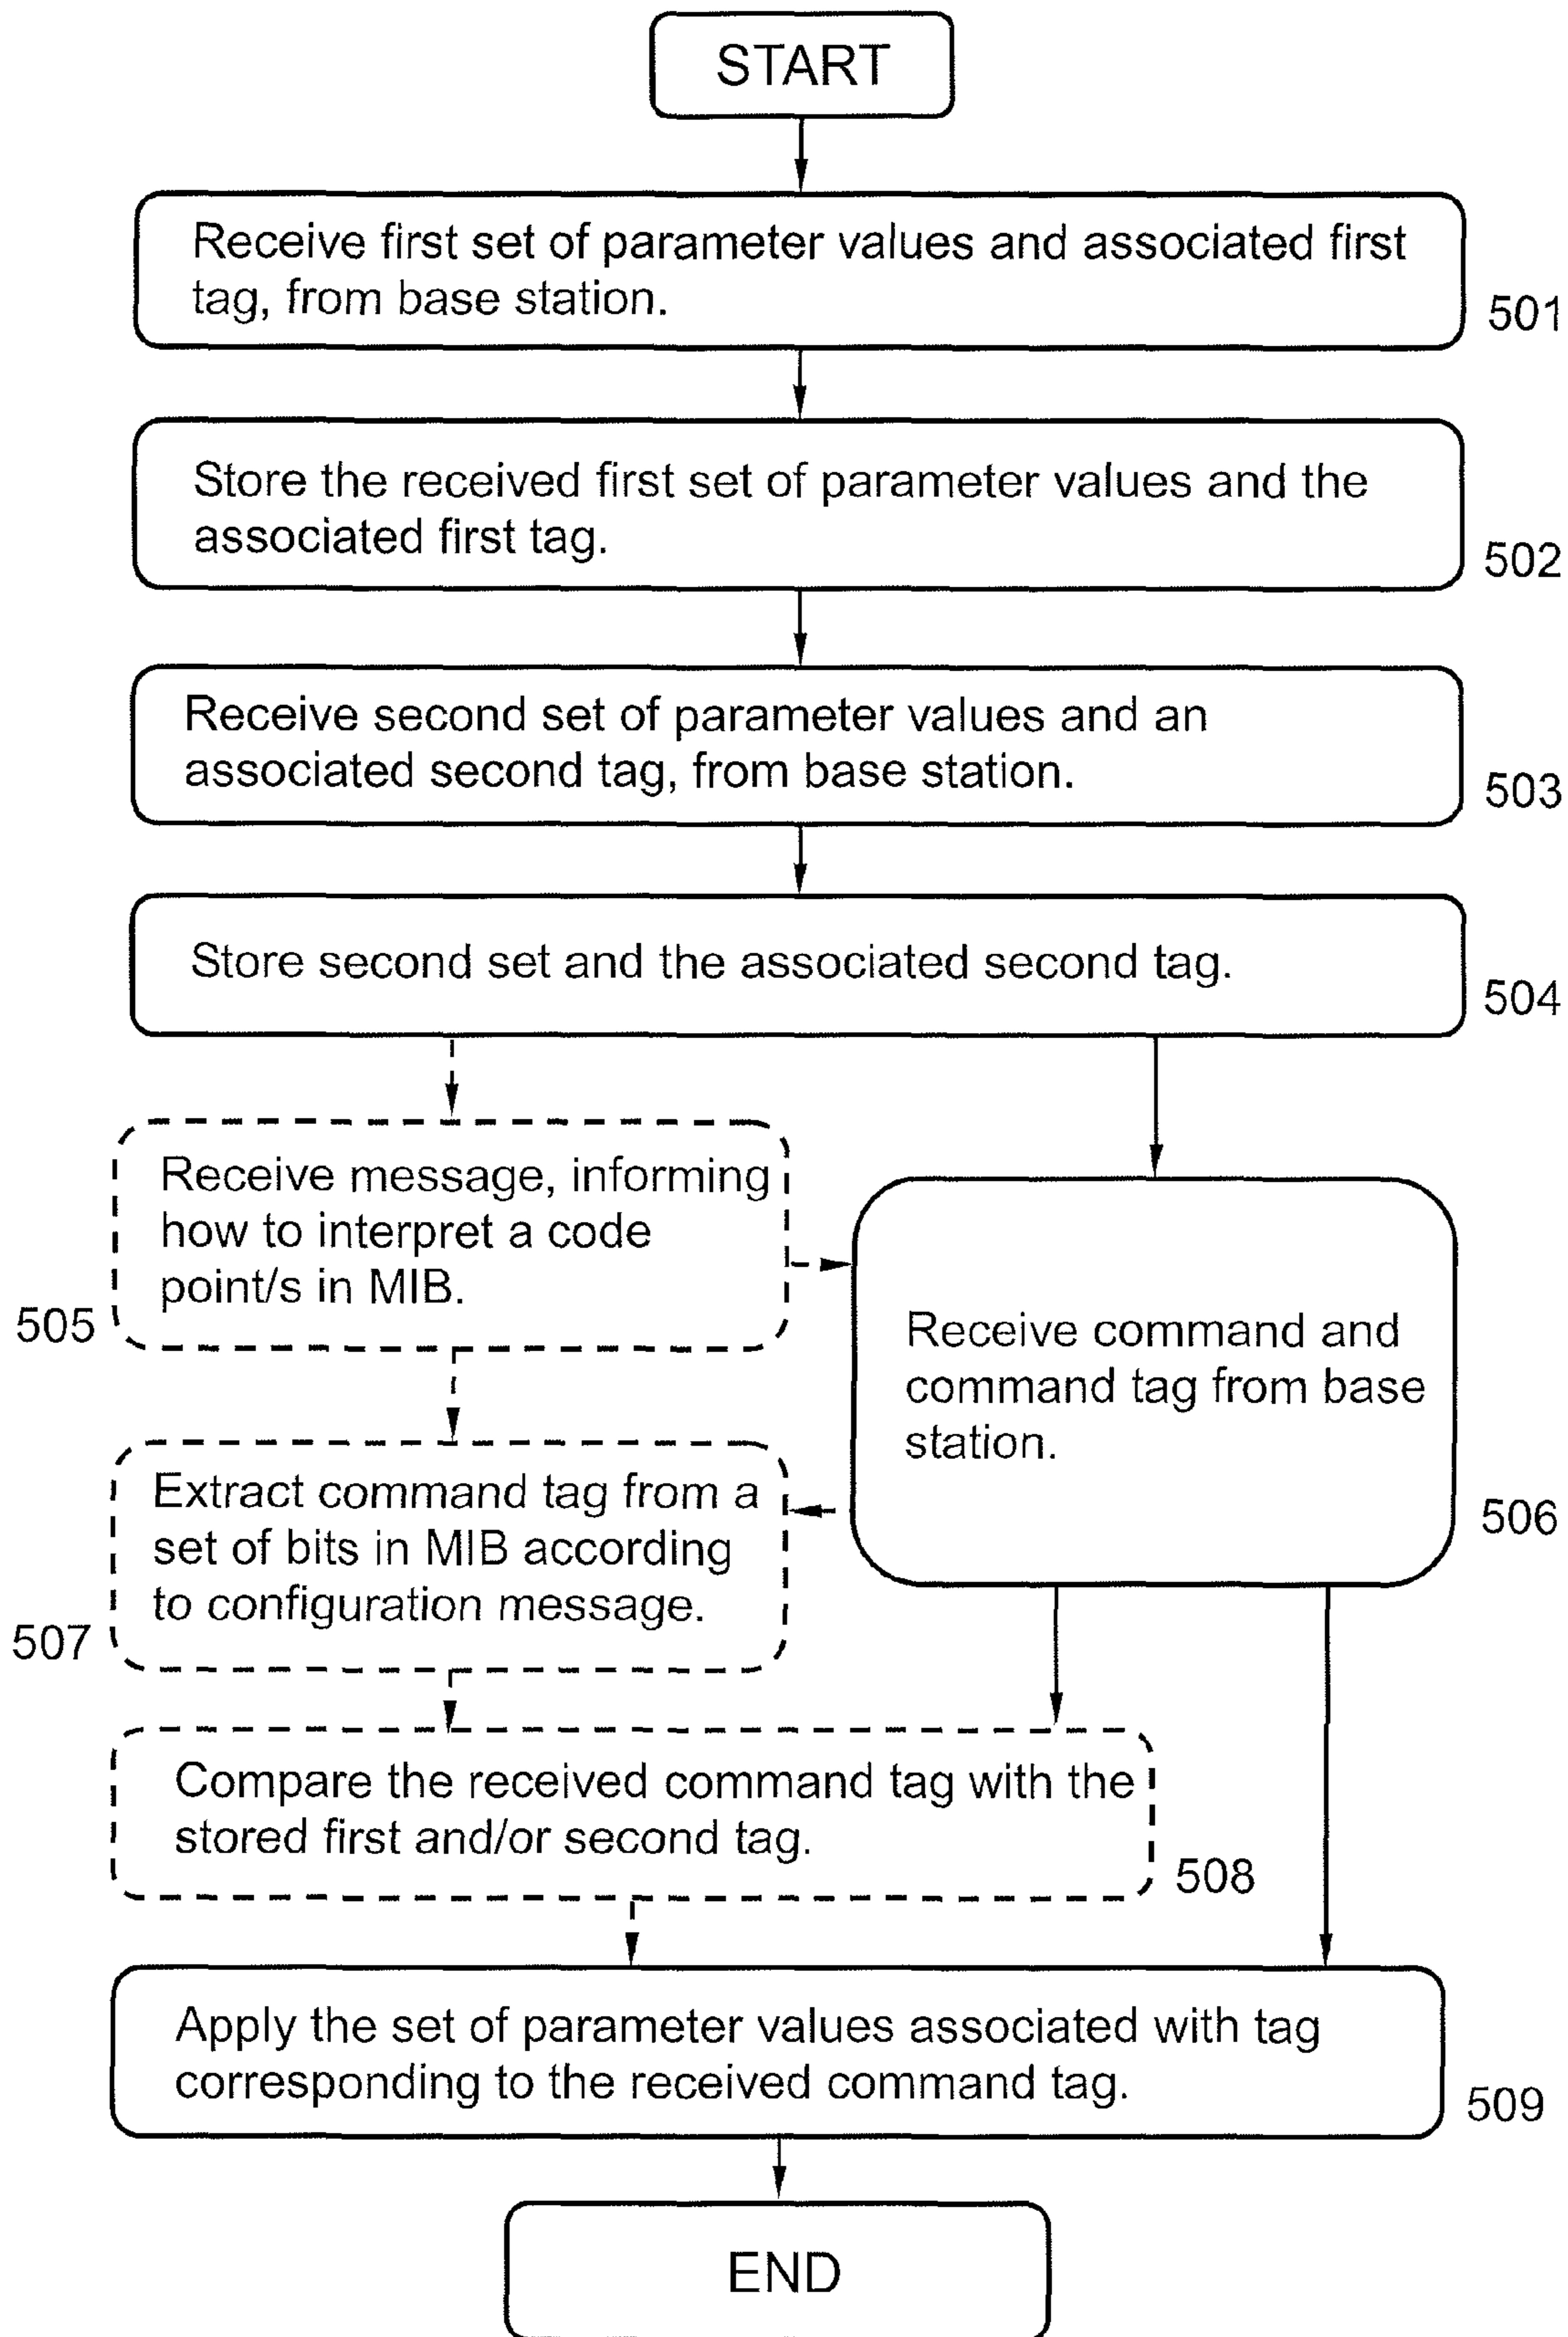 START
Receive first set of parameter values and associated first
tag, from base station.
501
Store the received first set of parameter values and the
associated first tag.
502
Receive second set of parameter values and an
associated second tag, from base station.
503
Store second set and the associated second tag.
504
Receive message, informing
how to interpret a code
point/s in MIB.
505
Receive command and
command tag from base
station.
506
Extract command tag from a
set of bits in MIB according
to configuration message.
507
Compare the received command tag with the
stored first and/or second tag.
508
Apply the set of parameter values associated with tag
corresponding to the received command tag.
509
END